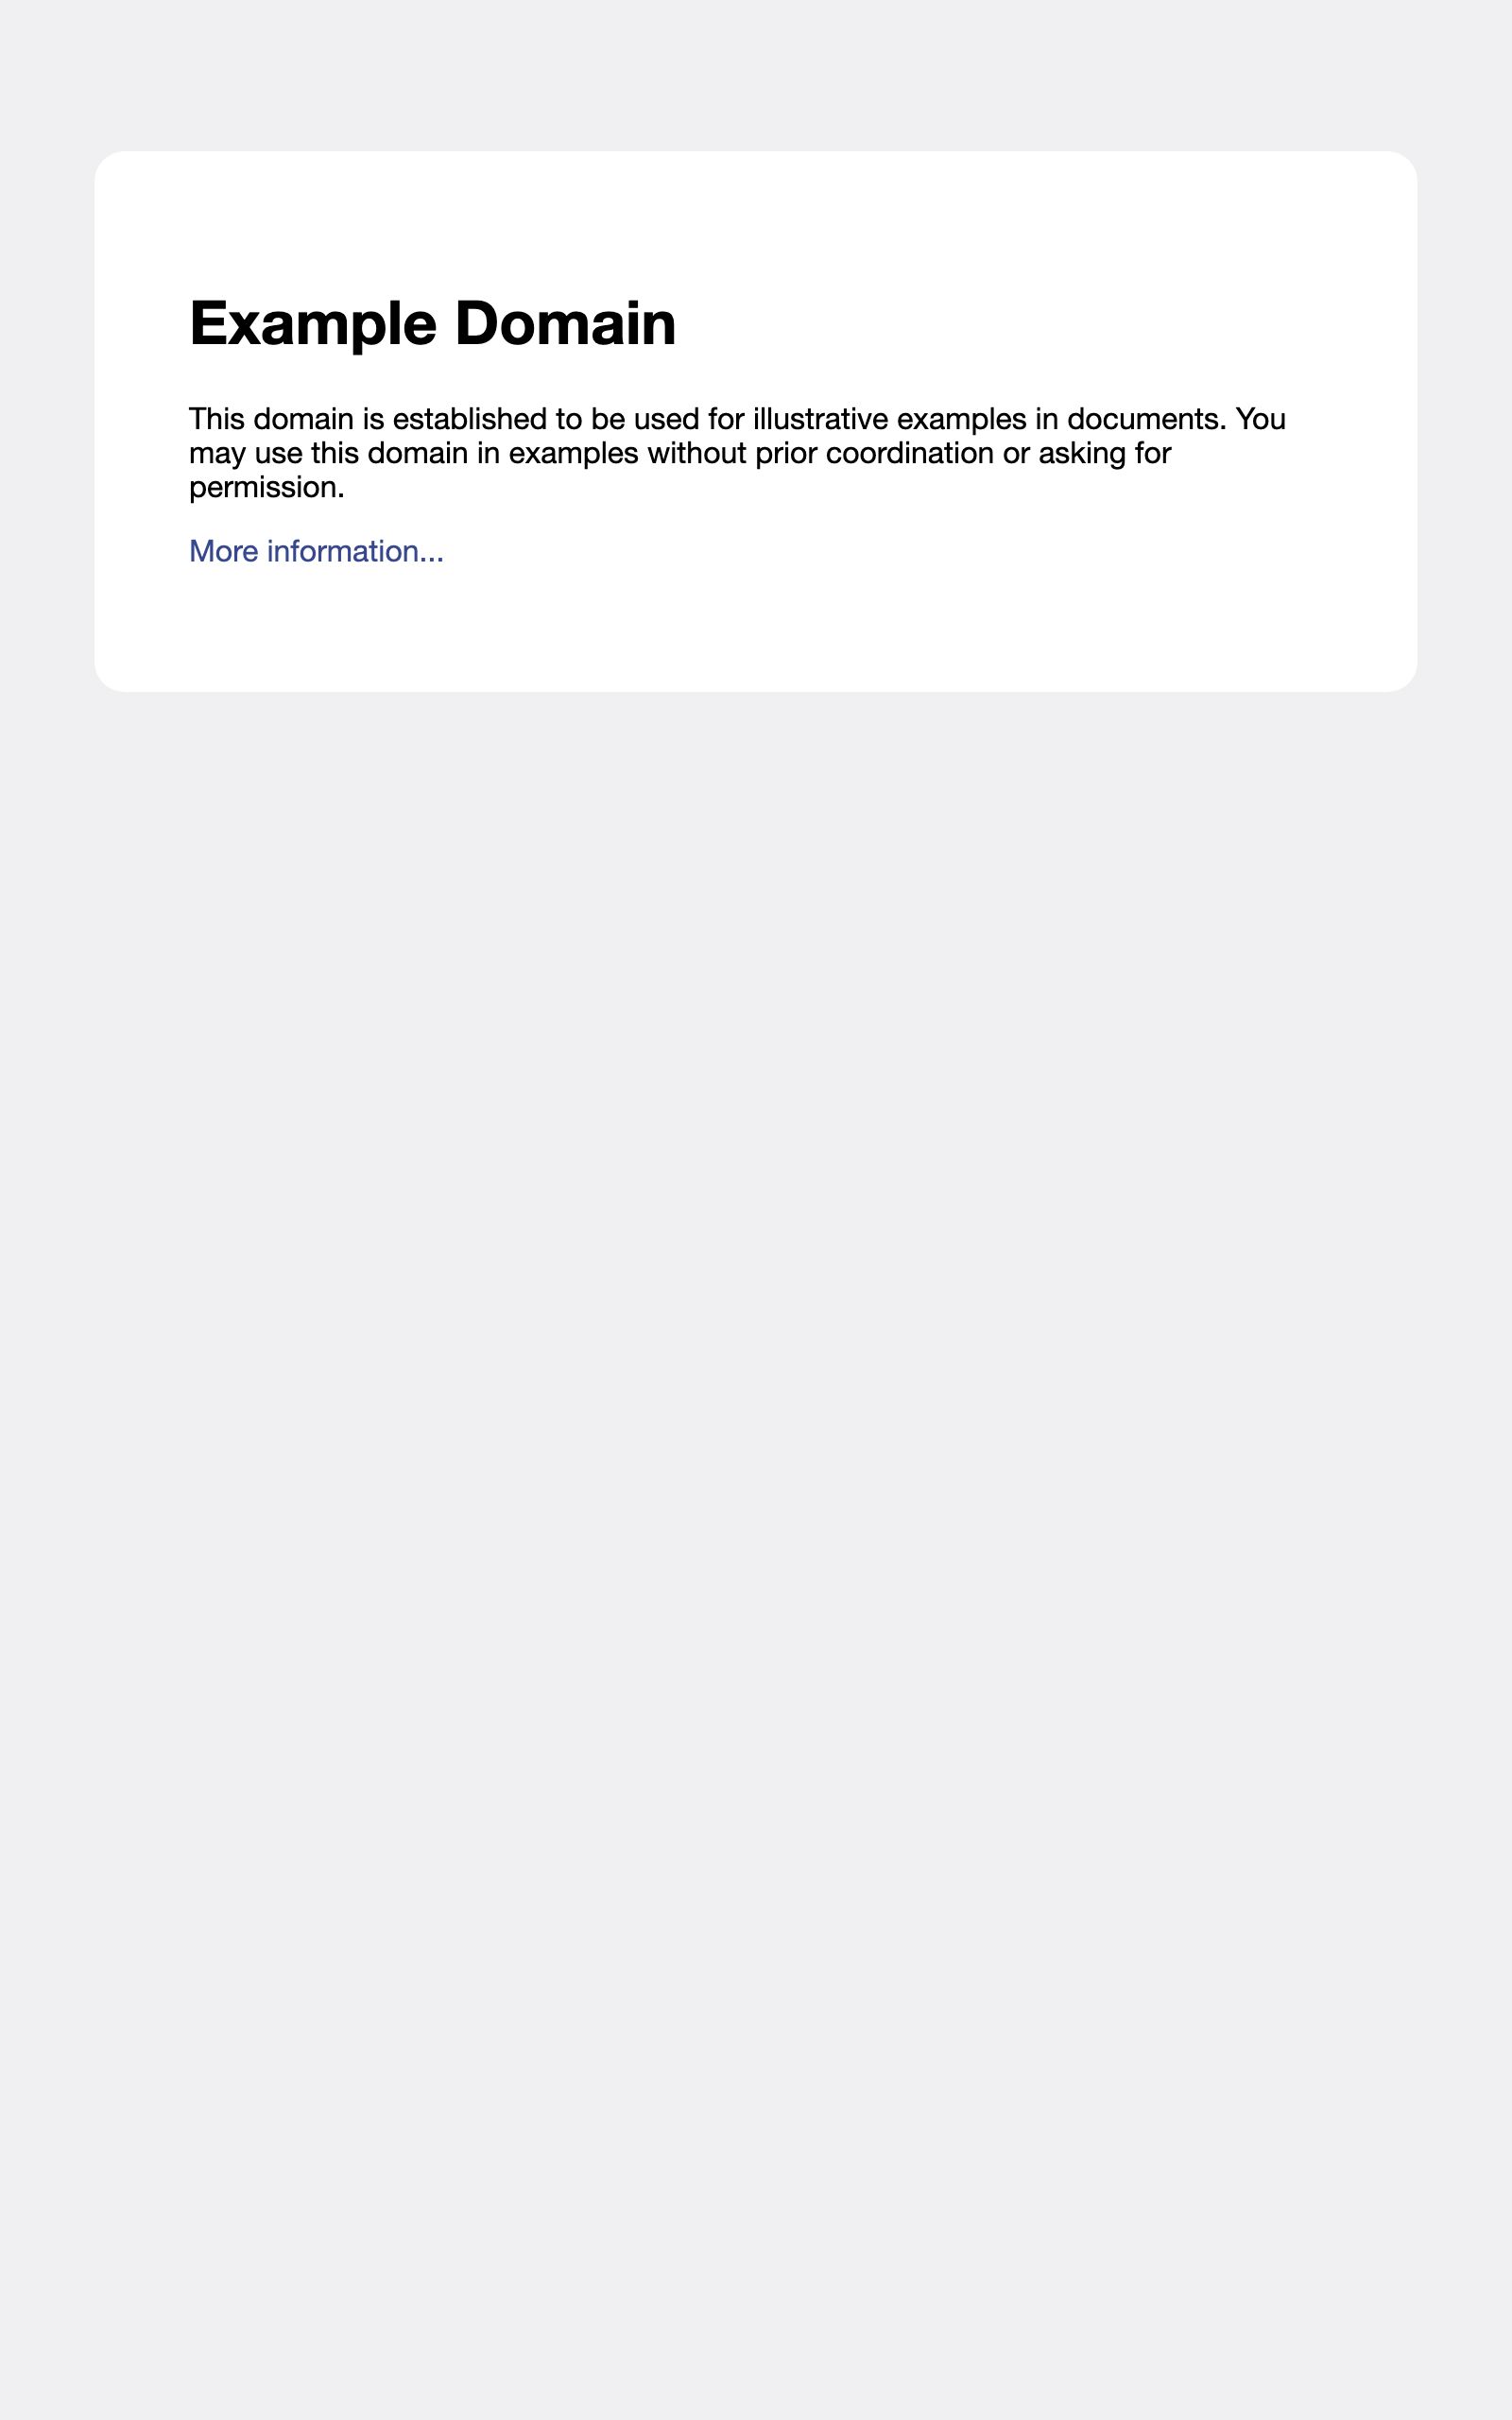 Example Domain
This domain is established to be used for illustrative examples in documents. You
may use this domain in examples without prior coordination or asking for
permission.
More information...